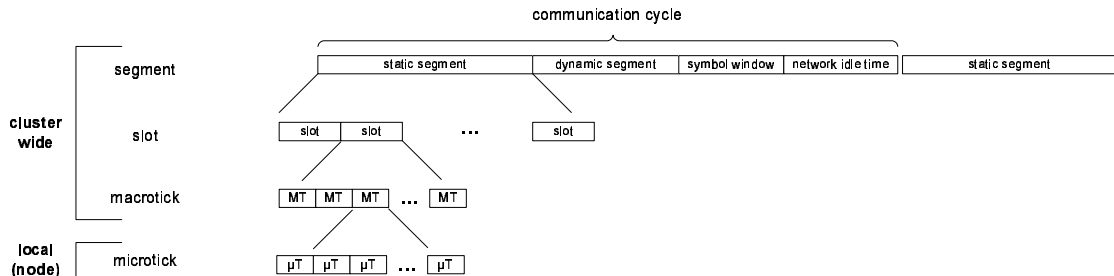 communication cycle
segment
static segment dynamic segment symbol window network idle time static segment
cluster wide
slot
slot slot ... slot
macrotick
MT MT MT ... MT
local (node)
microtick
µT µT µT ... µT